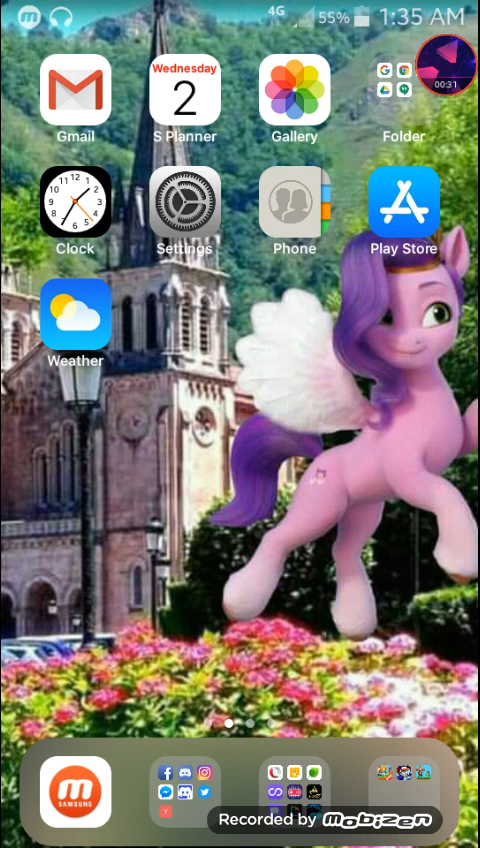 4G 55% 1:35 AM
00:31
Wednesday
2
Gmail S Planner Gallery Folder
Clock Settings Phone Play Store
Weather
SAMSUNG
Recorded by Mobizen